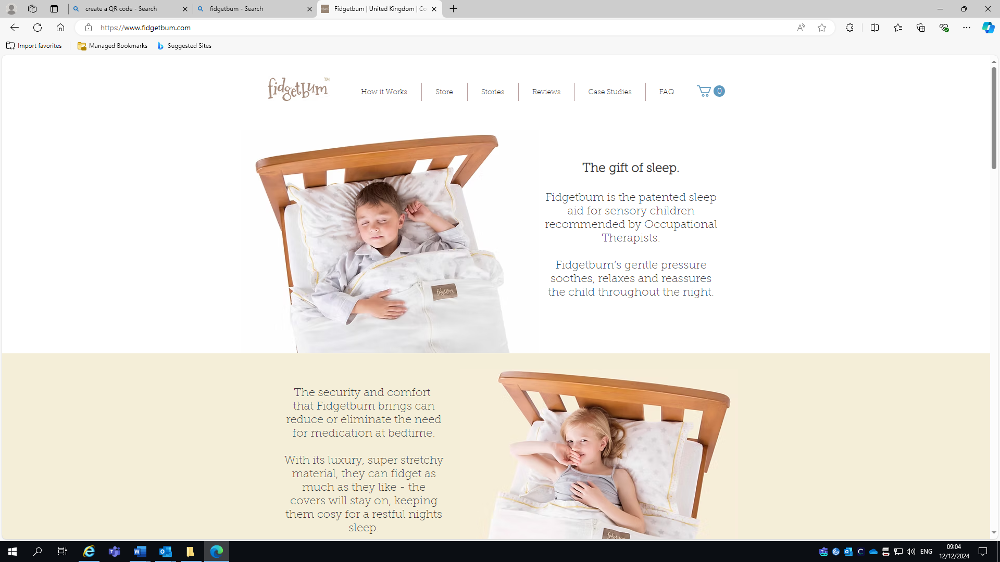 create a QR code - Search
fidgetbum - Search
Fidgetbum | United Kingdom | Co
https://www.fidgetbum.com
Import favorites
Managed Bookmarks
Suggested Sites
fidgetbum™
How it Works
Store
Stories
Reviews
Case Studies
FAQ
0
The gift of sleep.
Fidgetbum is the patented sleep
aid for sensory children
recommended by Occupational
Therapists.
Fidgetbum's gentle pressure
soothes, relaxes and reassures
the child throughout the night.
fidgetbum
The security and comfort
that Fidgetbum brings can
reduce or eliminate the need
for medication at bedtime.
With its luxury, super stretchy
material, they can fidget as
much as they like - the
covers will stay on, keeping
them cosy for a restful nights
sleep.
fidgetbum
ENG
09:04
12/12/2024